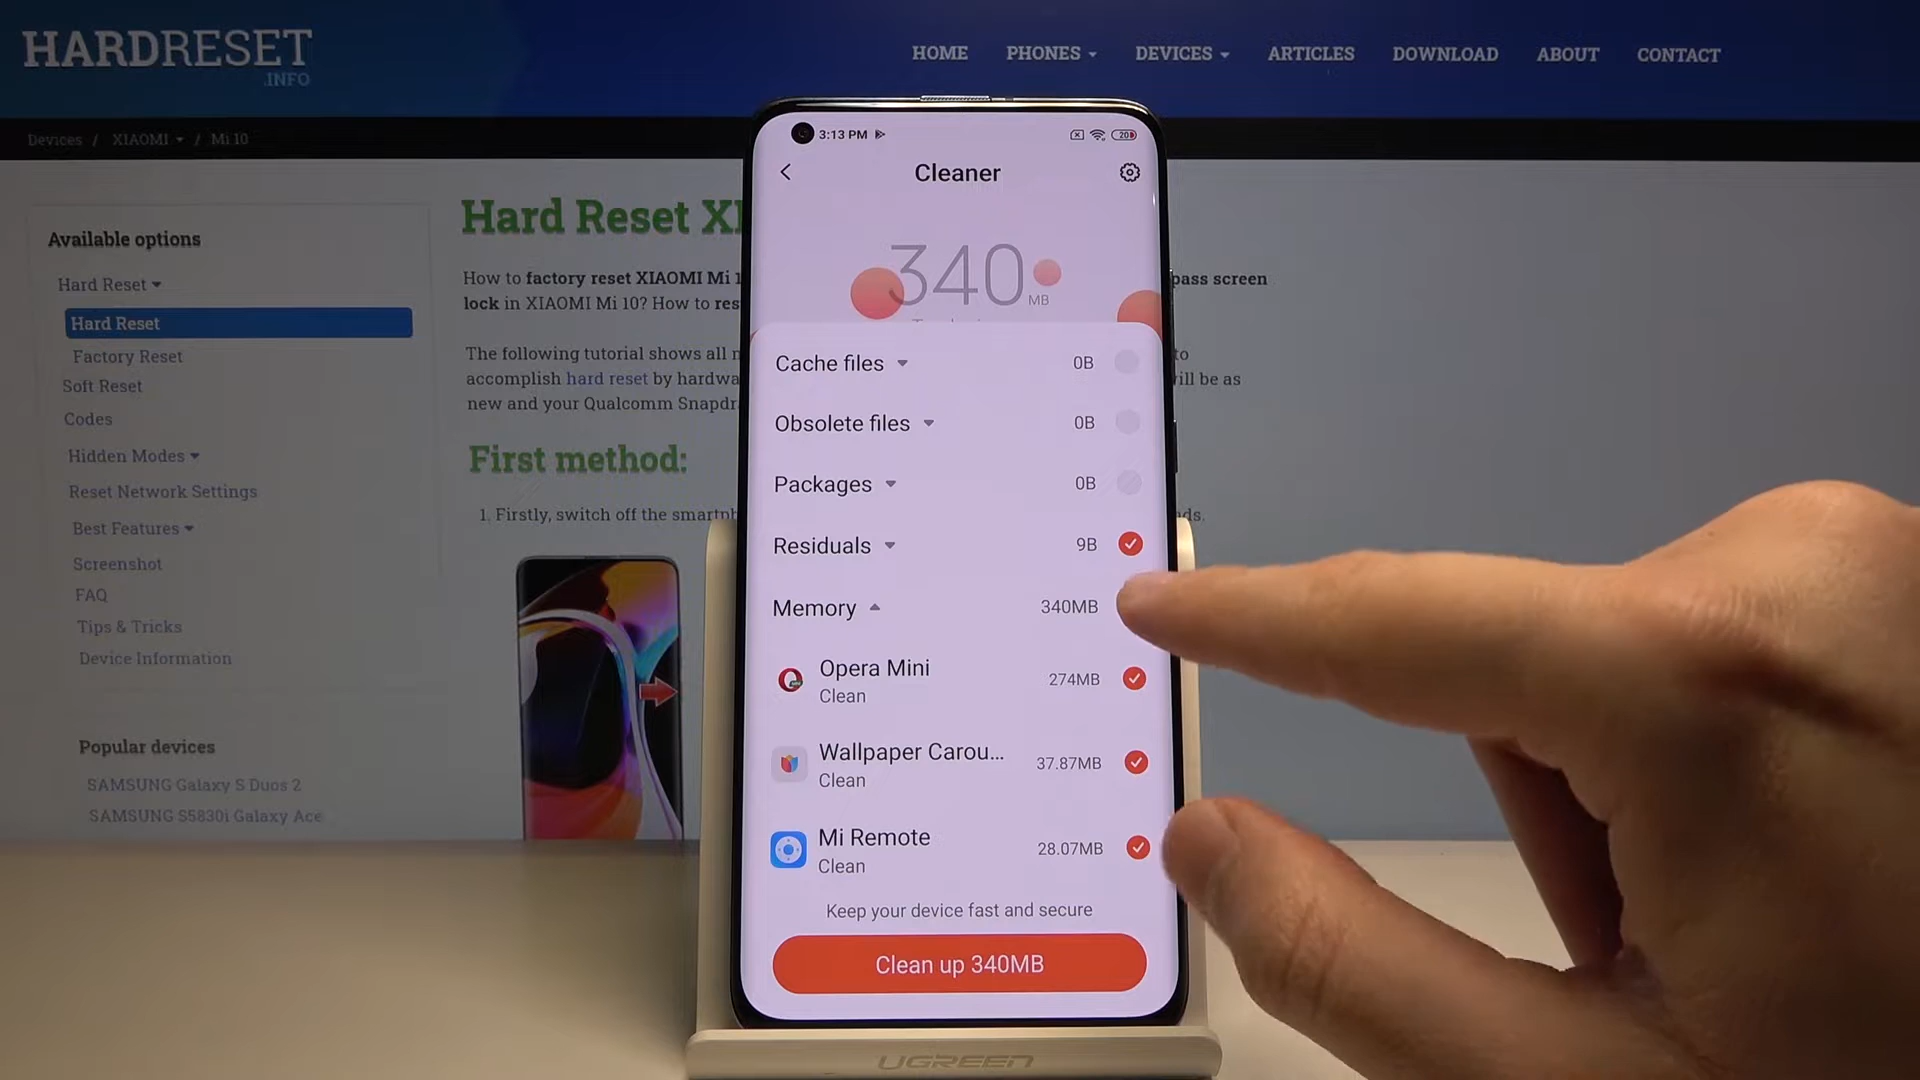 HARDRESET
.INFO
HOME PHONES DEVICES ARTICLES DOWNLOAD ABOUT CONTACT
Devices / XIAOMI Mi 10
Available options
Hard Reset
Hard Reset
Factory Reset
Soft Reset
Codes
Hidden Modes
Reset Network Settings
Best Features
Screenshot
FAQ
Tips & Tricks
Device Information
Popular devices
SAMSUNG Galaxy S Duos 2
SAMSUNG S5830i Galaxy Ace
Hard Reset
How to factory reset XIAOMI Mi pass screen
lock in XIAOMI Mi 10? How to
The following tutorial shows all to
accomplish hard reset by hardwa will be as
new and your Qualcomm Snapdr
First method:
1. Firstly, switch off the
3:13 PM 20
Cleaner
340
MB
Cache files 0B
Obsolete files 0B
Packages 0B
Residuals 9B
Memory 340MB
Opera Mini
Clean
274MB
Wallpaper Carou...
Clean
37.87MB
Mi Remote
Clean
28.07MB
Keep your device fast and secure
Clean up 340MB
UGREEN